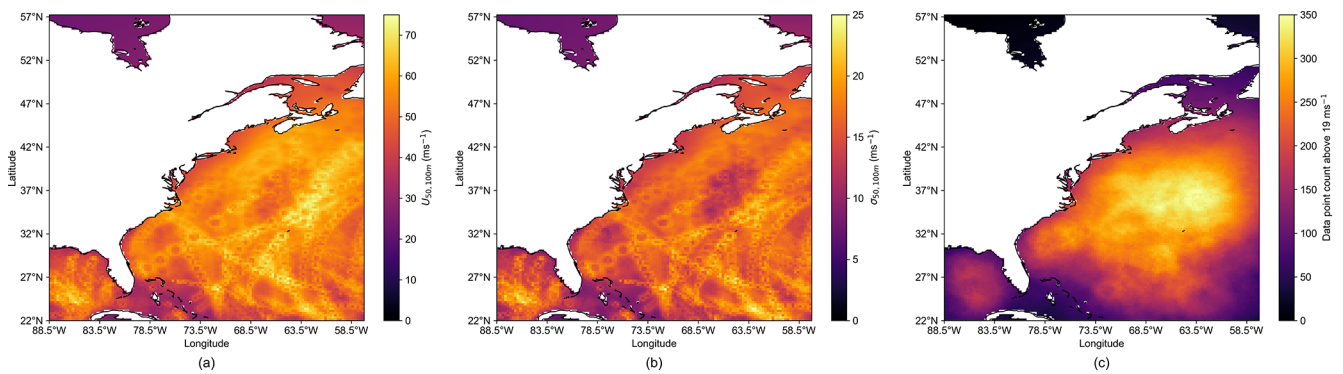 57°N
52°N
47°N
42°N
37°N
32°N
27°N
22°N
88.5°W 83.5°W 78.5°W 73.5°W 68.5°W 63.5°W 58.5°W
Latitude
Longitude
70
60
50
40
30
20
10
0
U50,100m (ms−1)
(a)
57°N
52°N
47°N
42°N
37°N
32°N
27°N
22°N
88.5°W 83.5°W 78.5°W 73.5°W 68.5°W 63.5°W 58.5°W
Latitude
Longitude
25
20
15
10
5
0
σ50,100m (ms−1)
(b)
57°N
52°N
47°N
42°N
37°N
32°N
27°N
22°N
88.5°W 83.5°W 78.5°W 73.5°W 68.5°W 63.5°W 58.5°W
Latitude
Longitude
350
300
250
200
150
100
50
0
Data point count above 19 ms−1
(c)